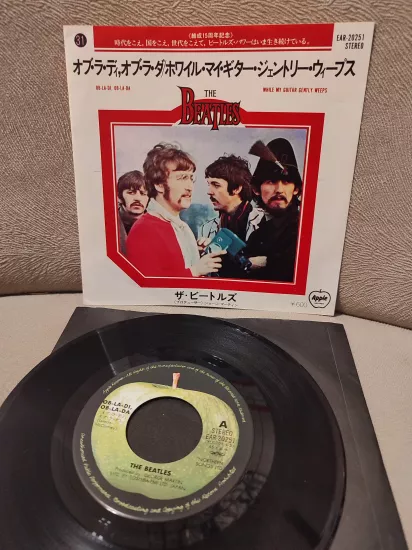 31
《結成15周年記念》
EAR-20251
STEREO
時代をこえ、国をこえ、世代をこえて、ビートルズ・パワーはいま生き続けている。
オブ・ラ・ディ,オブ・ラ・ダ/ホワイル・マイ・ギター・ジェントリー・ウィープス
OB-LA-DI, OB-LA-DA
WHILE MY GUITAR GENTLY WEEPS
THE
BEATLES
ザ・ビートルズ
¥600
Apple
OB-LA-DI,
OB-LA-DA
A
STEREO
EAR-20251
THE BEATLES